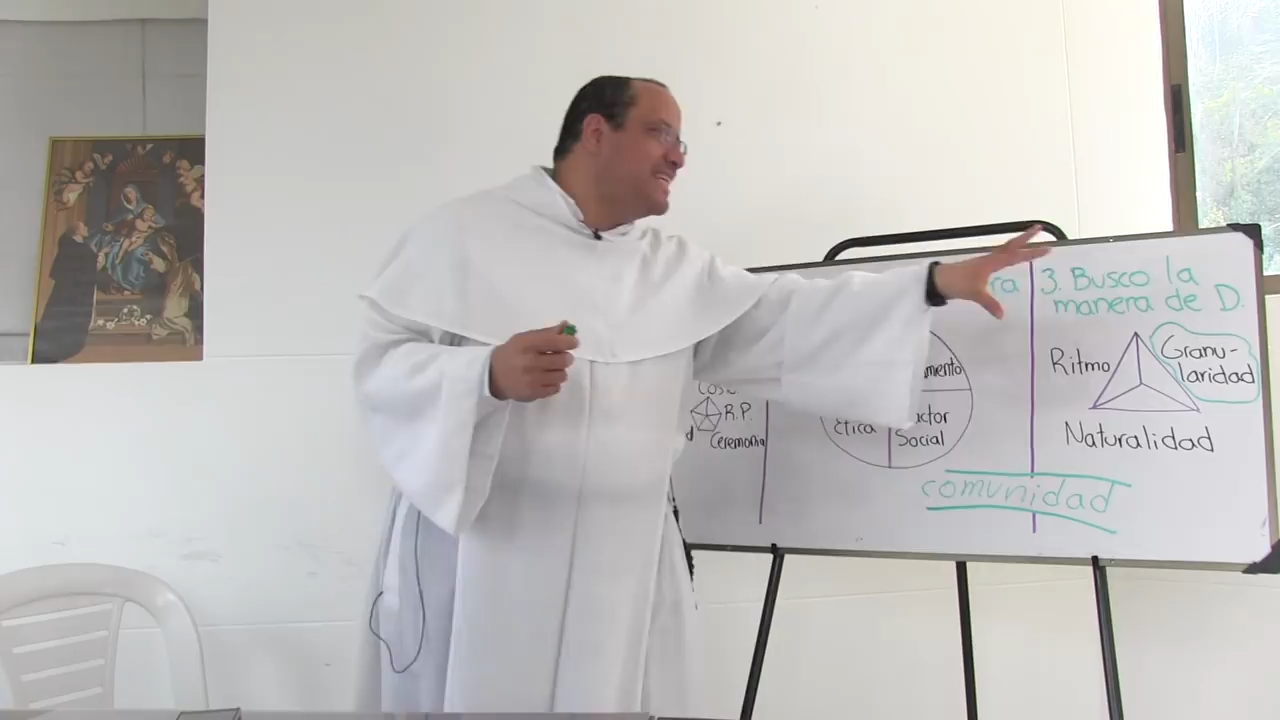 R.P.
Ceremonia
Ética
Social
comunidad
3. Busco la
manera de D.
Ritmo
Granu-
laridad
Naturalidad